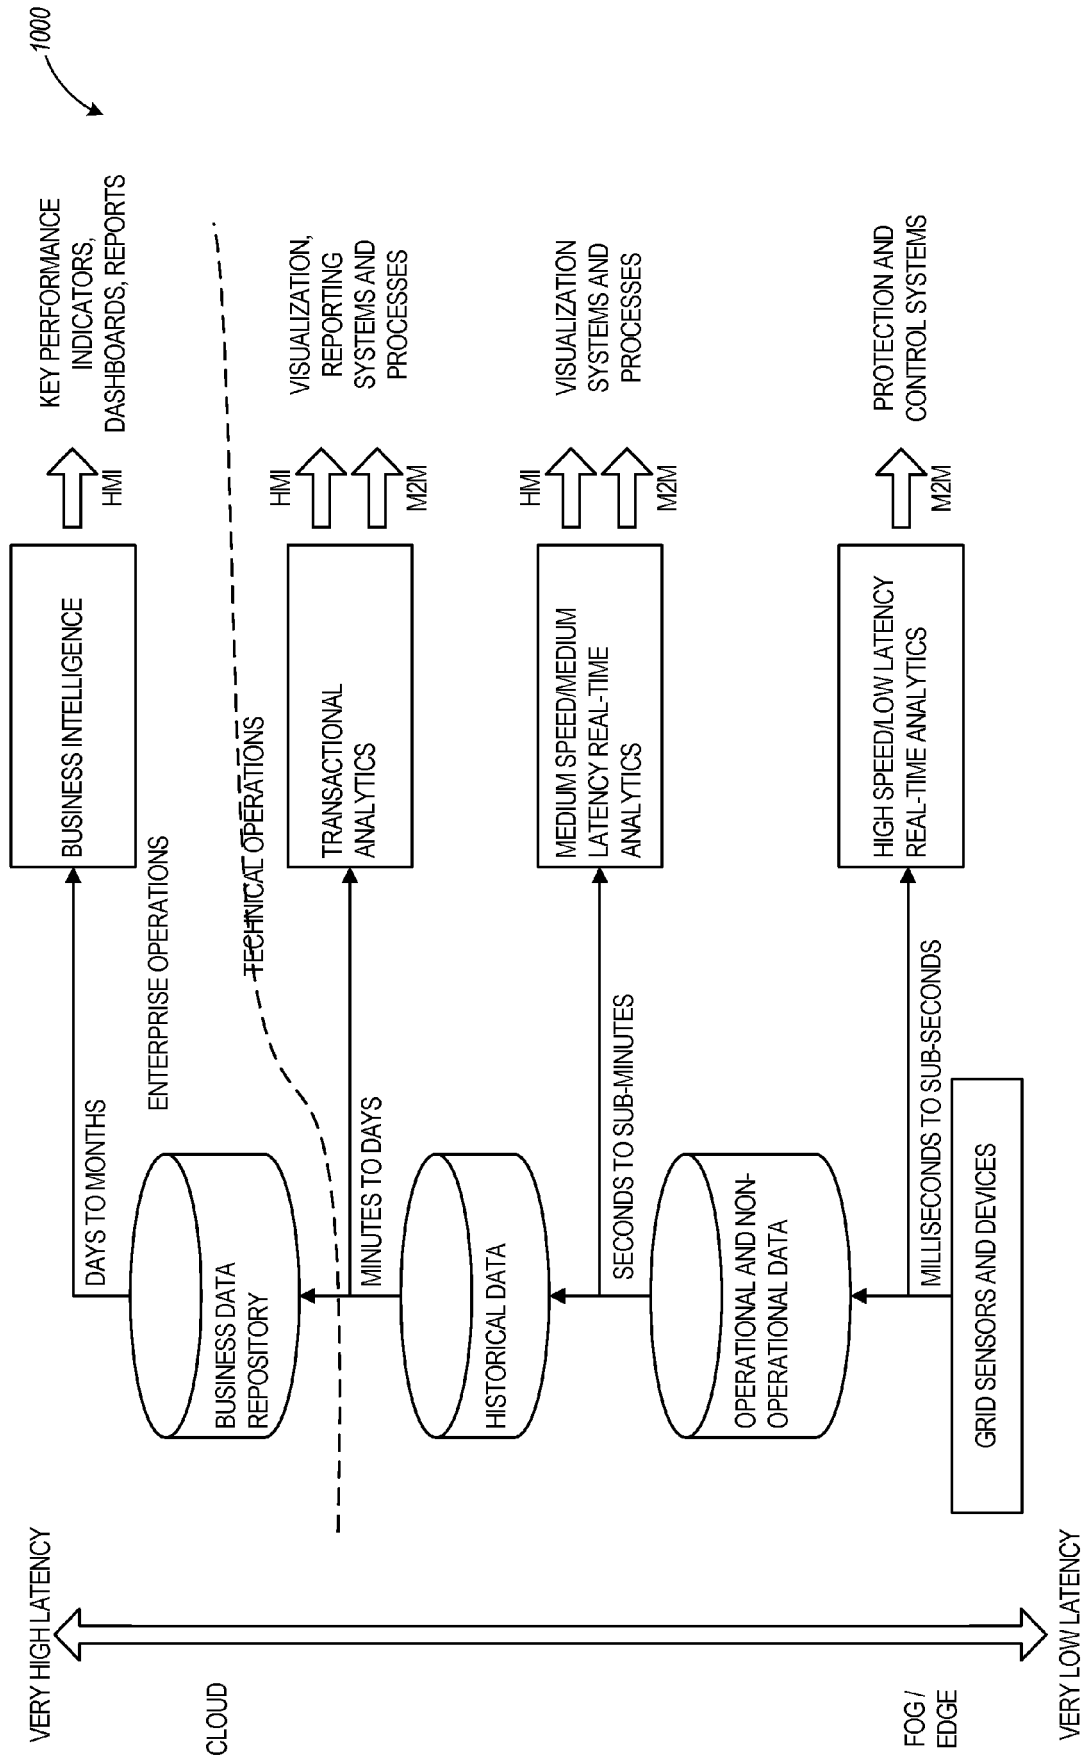 1000
VERY HIGH LATENCY
CLOUD
FOG /
EDGE
VERY LOW LATENCY
DAYS TO MONTHS
BUSINESS INTELLIGENCE
HMI
KEY PERFORMANCE
INDICATORS,
DASHBOARDS, REPORTS
ENTERPRISE OPERATIONS
BUSINESS DATA
REPOSITORY
TECHNICAL OPERATIONS
MINUTES TO DAYS
TRANSACTIONAL
ANALYTICS
HMI
M2M
VISUALIZATION,
REPORTING
SYSTEMS AND
PROCESSES
HISTORICAL DATA
SECONDS TO SUB-MINUTES
MEDIUM SPEED/MEDIUM
LATENCY REAL-TIME
ANALYTICS
HMI
M2M
VISUALIZATION
SYSTEMS AND
PROCESSES
OPERATIONAL AND NON-
OPERATIONAL DATA
MILLISECONDS TO SUB-SECONDS
HIGH SPEED/LOW LATENCY
REAL-TIME ANALYTICS
M2M
PROTECTION AND
CONTROL SYSTEMS
GRID SENSORS AND DEVICES